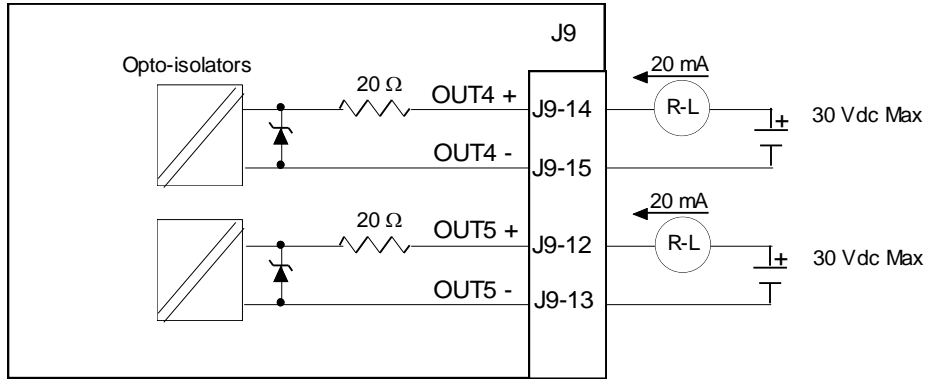 J9
Opto-isolators
20 mA
20 Ω
OUT4 +
J9-14
R-L
+
30 Vdc Max
OUT4 -
J9-15
20 mA
20 Ω
OUT5 +
J9-12
R-L
+
30 Vdc Max
OUT5 -
J9-13